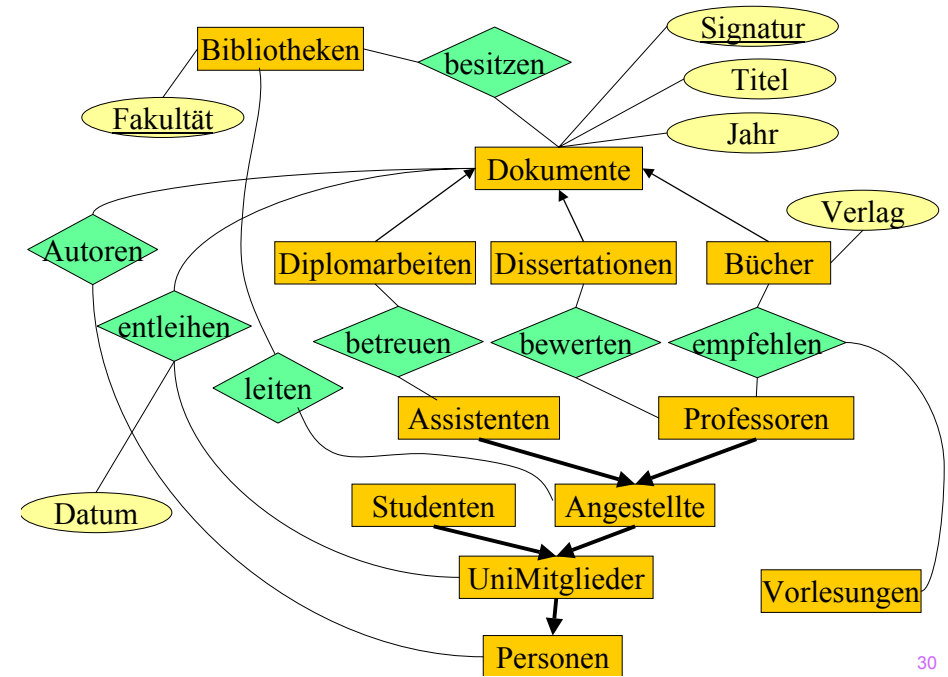 Signatur
Bibliotheken
besitzen
Titel
Fakultät
Jahr
Dokumente
Verlag
Autoren
Diplomarbeiten
Dissertationen
Bücher
entleihen
betreuen
bewerten
empfehlen
leiten
Assistenten
Professoren
Datum
Studenten
Angestellte
UniMitglieder
Vorlesungen
Personen
30